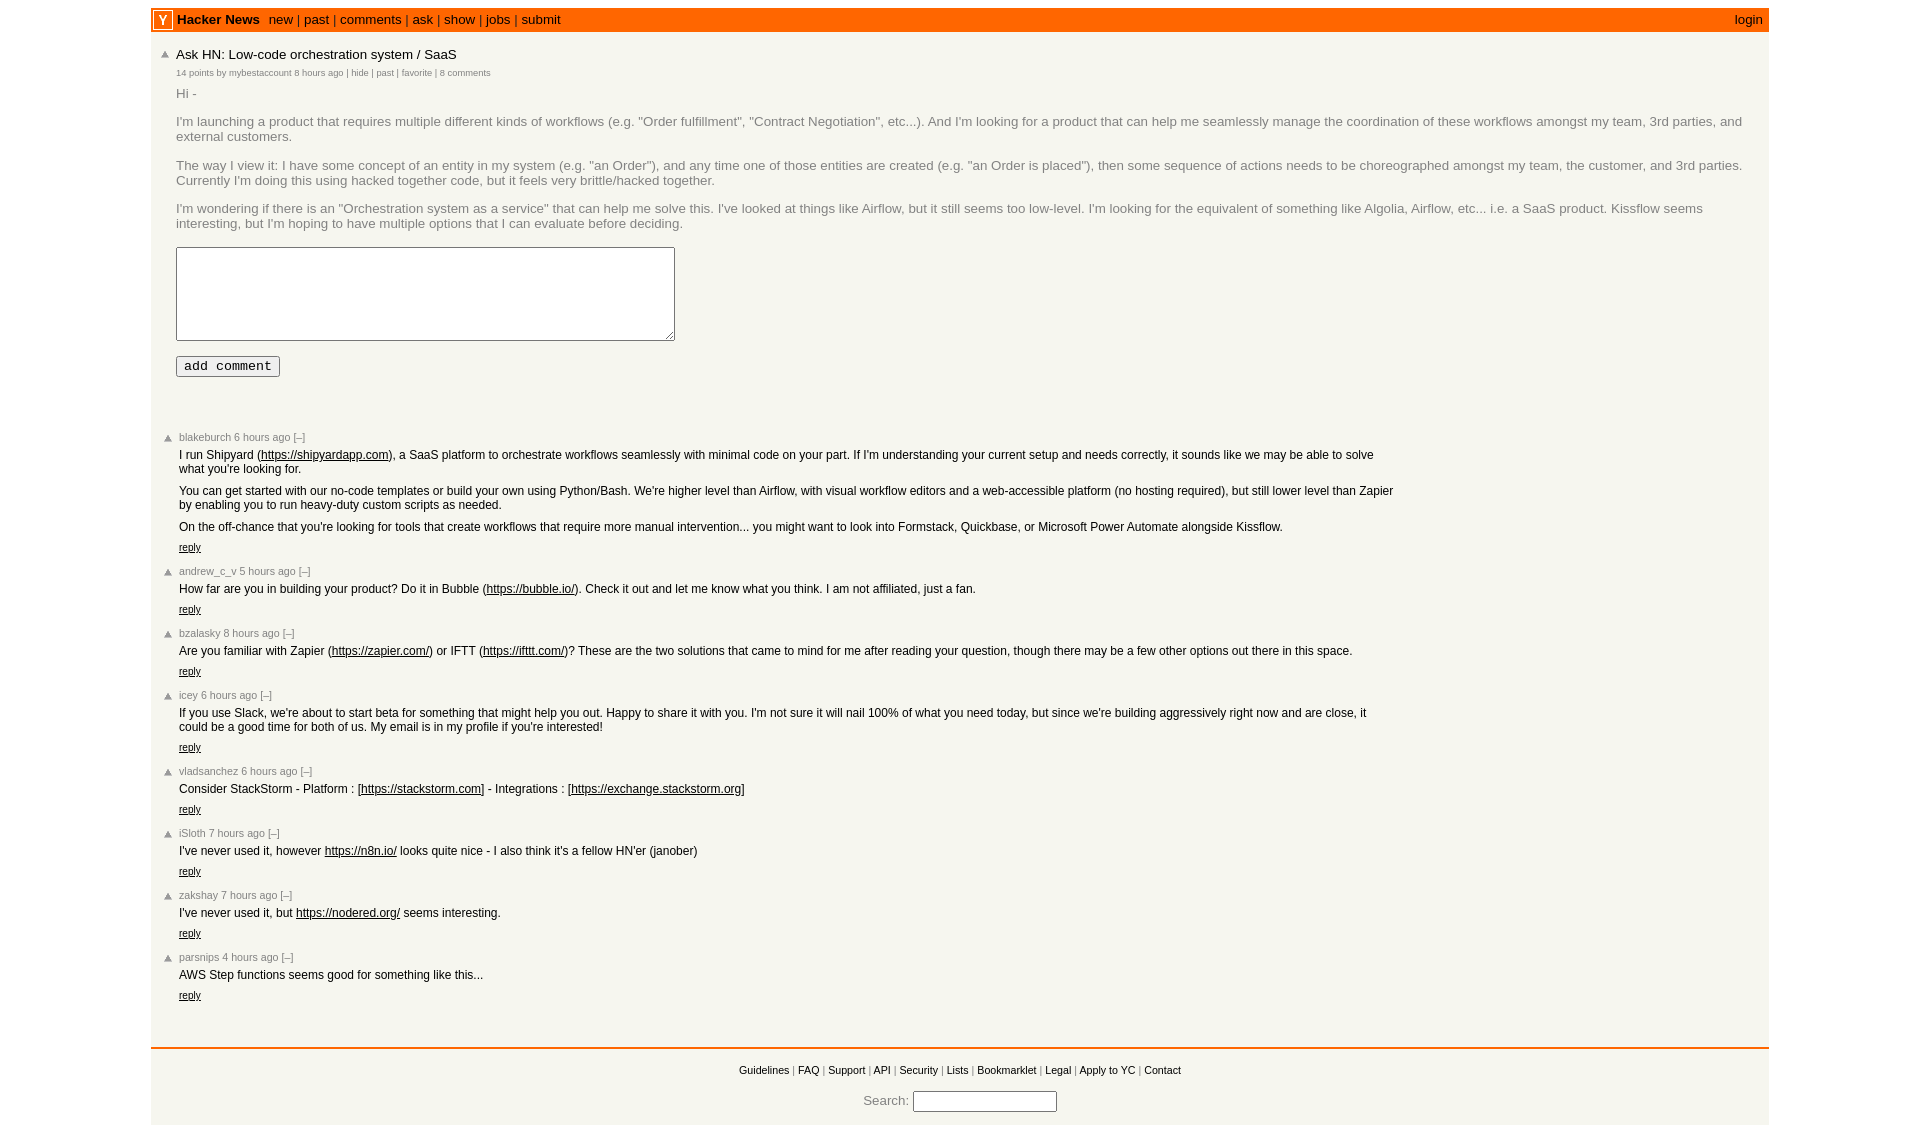 Y Hacker News new | past | comments | ask | show | jobs | submit login
Ask HN: Low-code orchestration system / SaaS
14 points by mybestaccount 8 hours ago | hide | past | favorite | 8 comments
Hi -
I'm launching a product that requires multiple different kinds of workflows (e.g. "Order fulfillment", "Contract Negotiation", etc...). And I'm looking for a product that can help me seamlessly manage the coordination of these workflows amongst my team, 3rd parties, and
external customers.
The way I view it: I have some concept of an entity in my system (e.g. "an Order"), and any time one of those entities are created (e.g. "an Order is placed"), then some sequence of actions needs to be choreographed amongst my team, the customer, and 3rd parties.
Currently I'm doing this using hacked together code, but it feels very brittle/hacked together.
I'm wondering if there is an "Orchestration system as a service" that can help me solve this. I've looked at things like Airflow, but it still seems too low-level. I'm looking for the equivalent of something like Algolia, Airflow, etc... i.e. a SaaS product. Kissflow seems
interesting, but I'm hoping to have multiple options that I can evaluate before deciding.
add comment
blakeburch 6 hours ago [–]
I run Shipyard (https://shipyardapp.com), a SaaS platform to orchestrate workflows seamlessly with minimal code on your part. If I'm understanding your current setup and needs correctly, it sounds like we may be able to solve
what you're looking for.
You can get started with our no-code templates or build your own using Python/Bash. We're higher level than Airflow, with visual workflow editors and a web-accessible platform (no hosting required), but still lower level than Zapier
by enabling you to run heavy-duty custom scripts as needed.
On the off-chance that you're looking for tools that create workflows that require more manual intervention... you might want to look into Formstack, Quickbase, or Microsoft Power Automate alongside Kissflow.
reply
andrew_c_v 5 hours ago [–]
How far are you in building your product? Do it in Bubble (https://bubble.io/). Check it out and let me know what you think. I am not affiliated, just a fan.
reply
bzalasky 8 hours ago [–]
Are you familiar with Zapier (https://zapier.com/) or IFTT (https://ifttt.com/)? These are the two solutions that came to mind for me after reading your question, though there may be a few other options out there in this space.
reply
icey 6 hours ago [–]
If you use Slack, we're about to start beta for something that might help you out. Happy to share it with you. I'm not sure it will nail 100% of what you need today, but since we're building aggressively right now and are close, it
could be a good time for both of us. My email is in my profile if you're interested!
reply
vladsanchez 6 hours ago [–]
Consider StackStorm - Platform : [https://stackstorm.com] - Integrations : [https://exchange.stackstorm.org]
reply
iSloth 7 hours ago [–]
I've never used it, however https://n8n.io/ looks quite nice - I also think it's a fellow HN'er (janober)
reply
zakshay 7 hours ago [–]
I've never used it, but https://nodered.org/ seems interesting.
reply
parsnips 4 hours ago [–]
AWS Step functions seems good for something like this...
reply
Guidelines | FAQ | Support | API | Security | Lists | Bookmarklet | Legal | Apply to YC | Contact
Search: